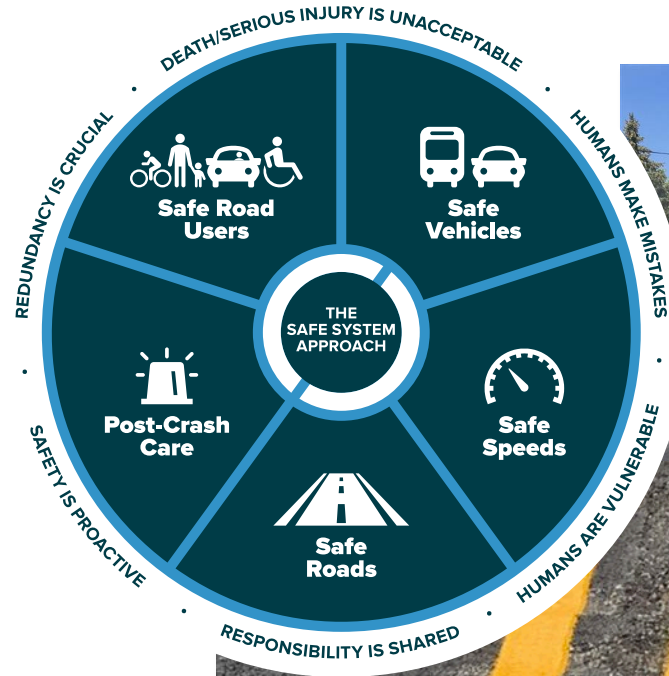 DEATH/SERIOUS INJURY IS UNACCEPTABLE
HUMANS MAKE MISTAKES
HUMANS ARE VULNERABLE
RESPONSIBILITY IS SHARED
SAFETY IS PROACTIVE
REDUNDANCY IS CRUCIAL
Safe Road
Users
Safe
Vehicles
THE
SAFE SYSTEM
APPROACH
Post-Crash
Care
Safe
Speeds
Safe
Roads